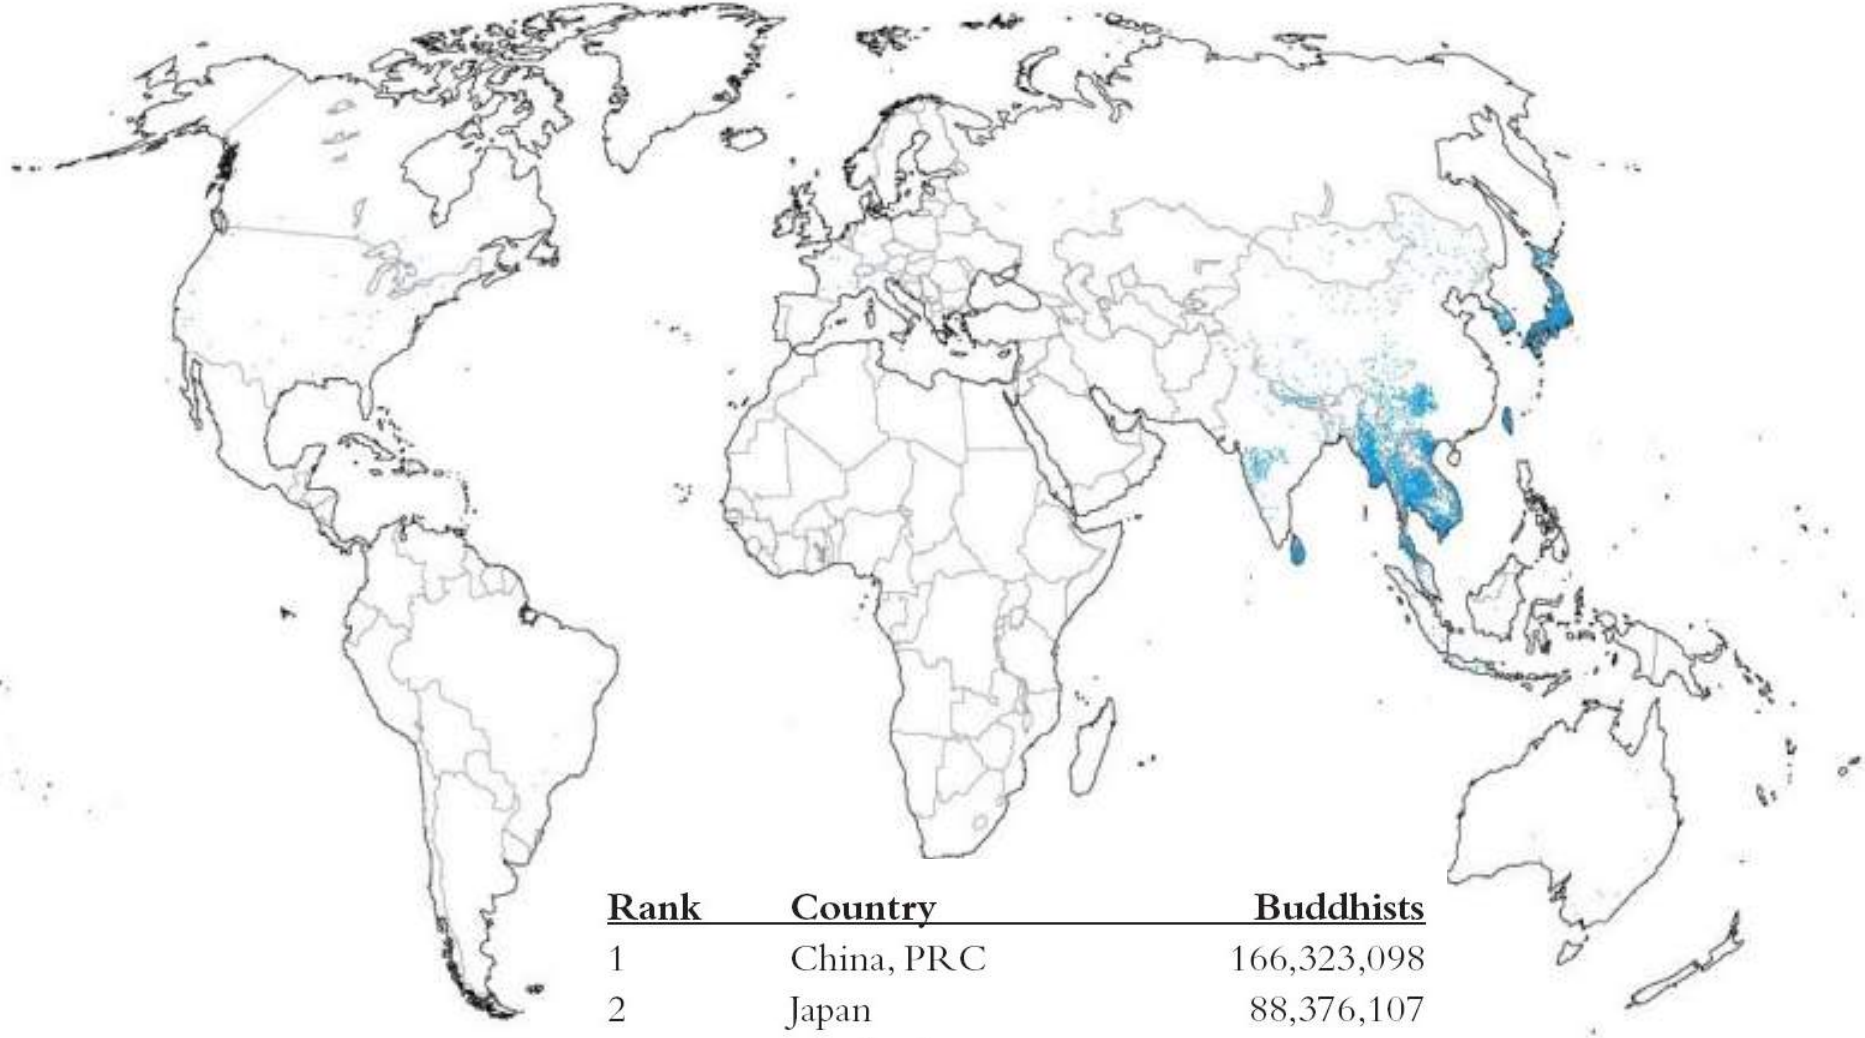 Rank Country Buddhists
1 China, PRC 166,323,098
2 Japan 88,376,107